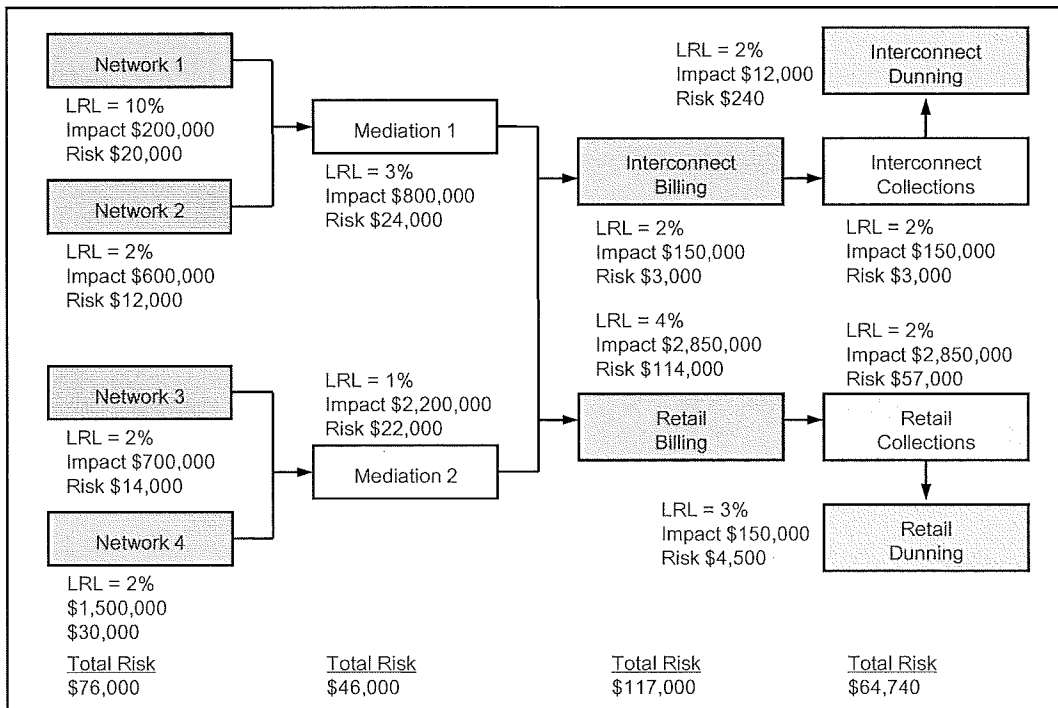 Network 1
LRL = 10%
Impact $200,000
Risk $20,000
Network 2
LRL = 2%
Impact $600,000
Risk $12,000
Network 3
LRL = 2%
Impact $700,000
Risk $14,000
Network 4
LRL = 2%
$1,500,000
$30,000
Total Risk
$76,000
Mediation 1
LRL = 3%
Impact $800,000
Risk $24,000
LRL = 1%
Impact $2,200,000
Risk $22,000
Mediation 2
Total Risk
$46,000
Interconnect
Billing
LRL = 2%
Impact $150,000
Risk $3,000
LRL = 4%
Impact $2,850,000
Risk $114,000
Retail
Billing
Total Risk
$117,000
LRL = 2%
Impact $12,000
Risk $240
Interconnect
Dunning
Interconnect
Collections
LRL = 2%
Impact $150,000
Risk $3,000
LRL = 2%
Impact $2,850,000
Risk $57,000
Retail
Collections
LRL = 3%
Impact $150,000
Risk $4,500
Retail
Dunning
Total Risk
$64,740